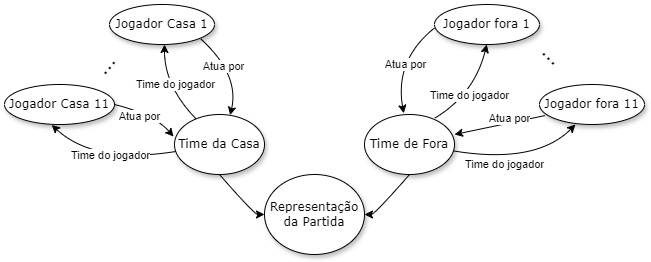 Jogador Casa 1
Jogador fora 1
Atua por
Atua por
Time do jogador
Time do jogador
Jogador Casa 11
Jogador fora 11
Atua por
Atua por
Time da Casa
Time de Fora
Time do jogador
Time do jogador
Representação
da Partida